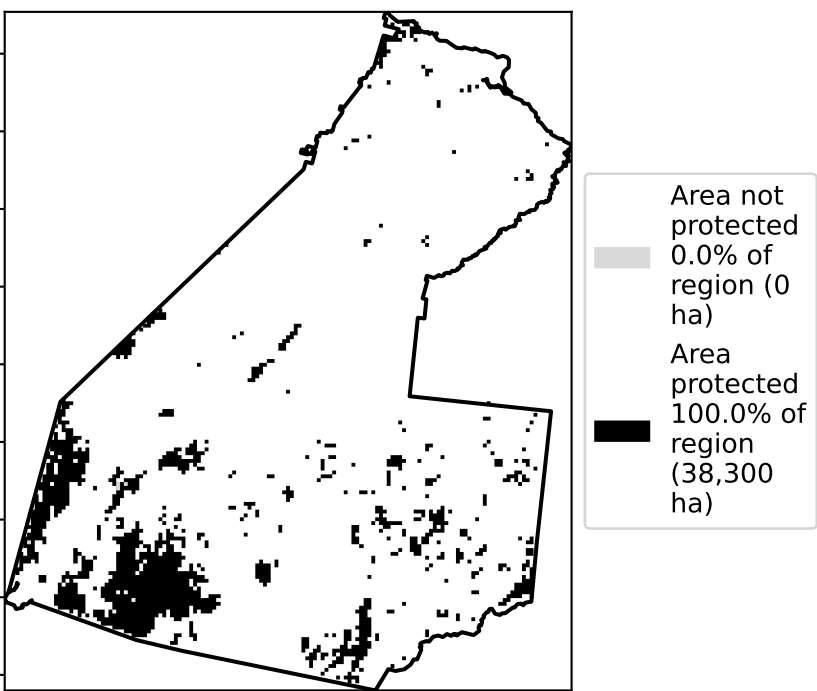 Area not
protected
0.0% of
region (0
ha)
Area
protected
100.0% of
region
(38,300
ha)